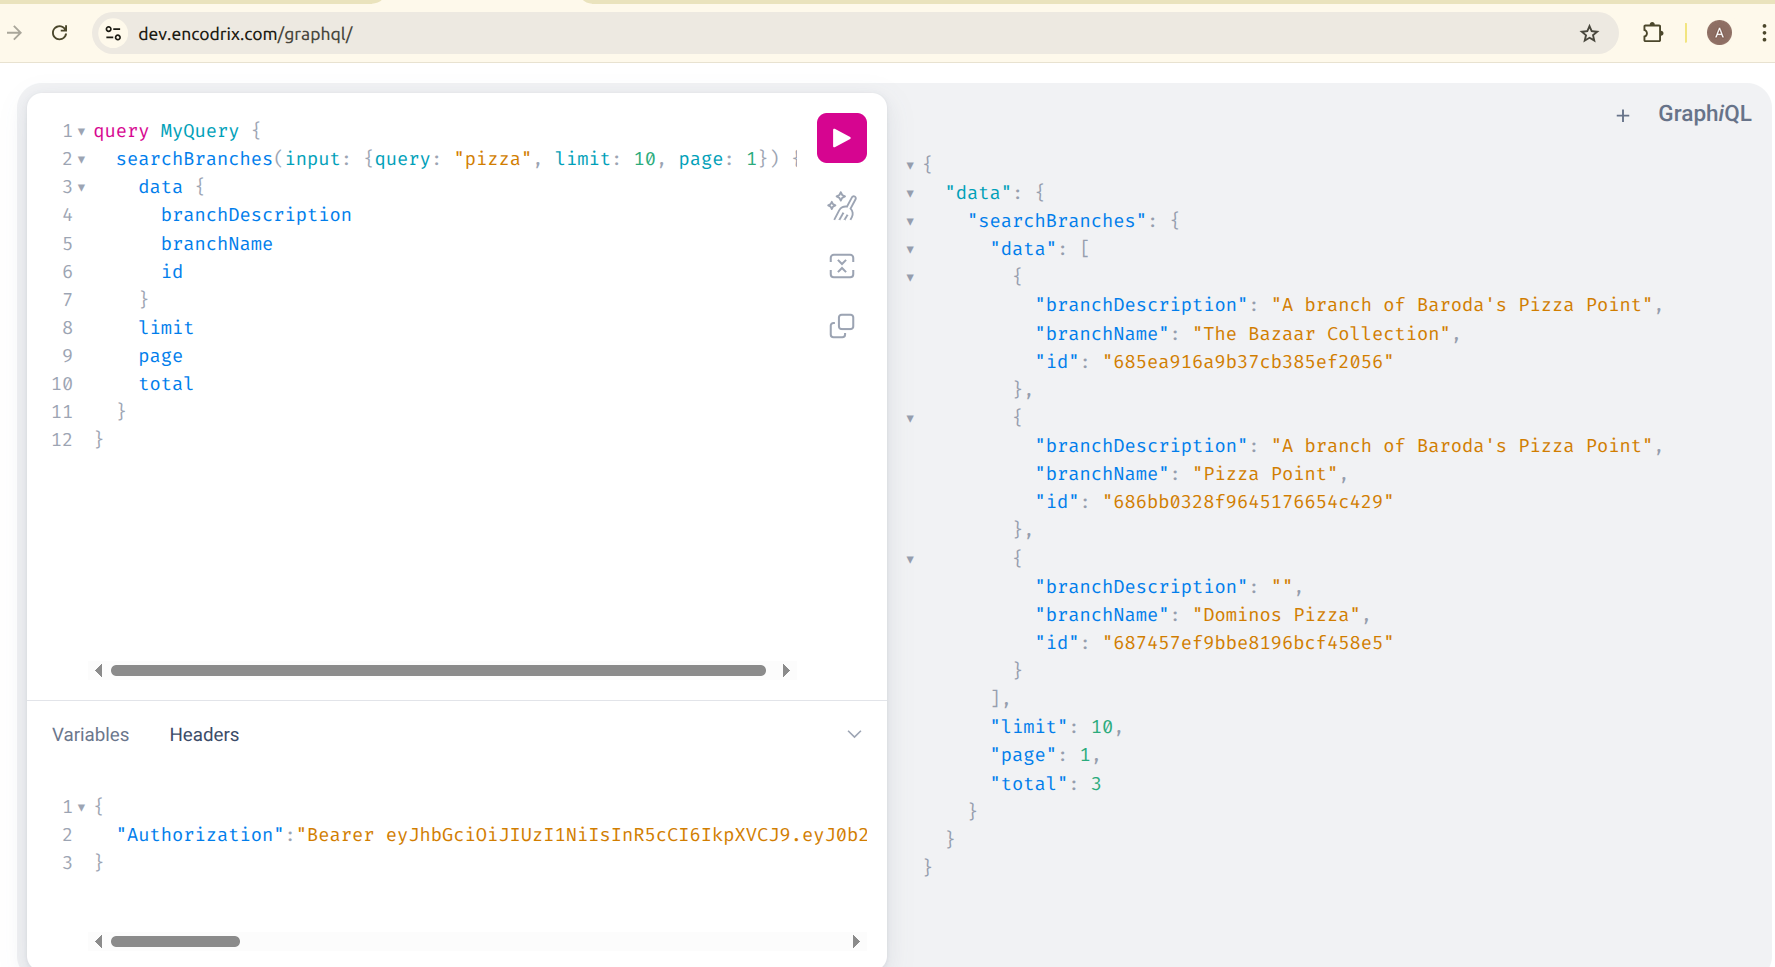 dev.encodrix.com/graphql/
A
1 query MyQuery {
2 searchBranches(input: {query: "pizza", limit: 10, page: 1}) {
3 data {
4 branchDescription
5 branchName
6 id
7 }
8 limit
9 page
10 total
11 }
12 }
Variables Headers
1 {
2 "Authorization":"Bearer eyJhbGciOiJIUzI1NiIsInR5cCI6IkpXVCJ9.eyJ0b2
3 }
+ GraphiQL
{
"data": {
"searchBranches": {
"data": [
{
"branchDescription": "A branch of Baroda's Pizza Point",
"branchName": "The Bazaar Collection",
"id": "685ea916a9b37cb385ef2056"
},
{
"branchDescription": "A branch of Baroda's Pizza Point",
"branchName": "Pizza Point",
"id": "686bb0328f9645176654c429"
},
{
"branchDescription": "",
"branchName": "Dominos Pizza",
"id": "687457ef9bbe8196bcf458e5"
}
],
"limit": 10,
"page": 1,
"total": 3
}
}
}